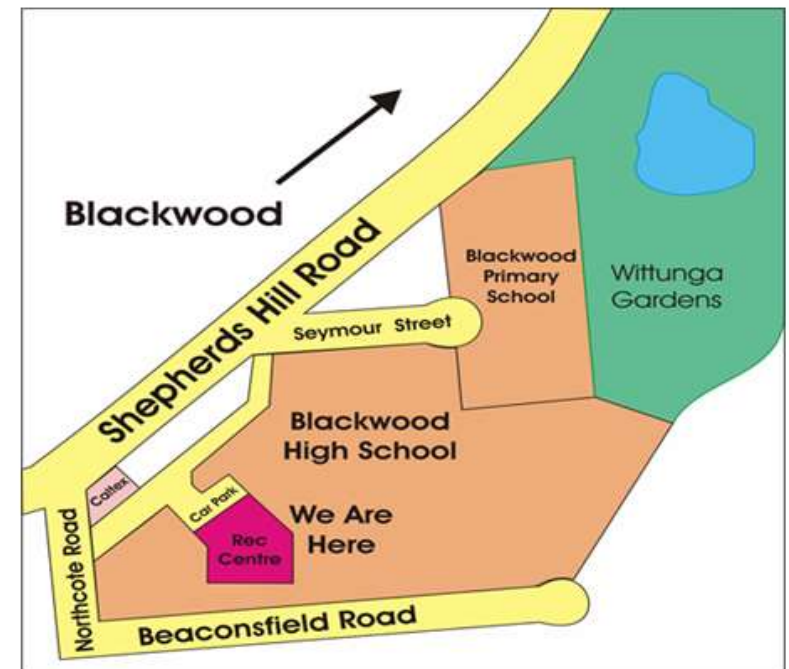 Blackwood
Shepherds Hill Road
Blackwood
Primary
School
Wittunga
Gardens
Seymour Street
Blackwood
High School
Caltex
Car Park
We Are
Here
Rec
Centre
Northcote Road
Beaconsfield Road